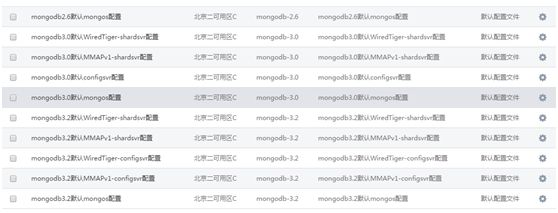 mongodb2.6默认mongos配置 北京二可用区C mongodb-2.6 mongodb2.6默认mongos配置 默认配置文件
mongodb3.0默认WiredTiger-shardsvr配置 北京二可用区C mongodb-3.0 mongodb3.0默认WiredTiger-shardsvr配置 默认配置文件
mongodb3.0默认MMAPv1-shardsvr配置 北京二可用区C mongodb-3.0 mongodb3.0默认MMAPv1-shardsvr配置 默认配置文件
mongodb3.0默认configsvr配置 北京二可用区C mongodb-3.0 mongodb3.0默认configsvr配置 默认配置文件
mongodb3.0默认mongos配置 北京二可用区C mongodb-3.0 mongodb3.0默认mongos配置 默认配置文件
mongodb3.2默认WiredTiger-shardsvr配置 北京二可用区C mongodb-3.2 mongodb3.2默认WiredTiger-shardsvr配置 默认配置文件
mongodb3.2默认MMAPv1-shardsvr配置 北京二可用区C mongodb-3.2 mongodb3.2默认MMAPv1-shardsvr配置 默认配置文件
mongodb3.2默认WiredTiger-configsvr配置 北京二可用区C mongodb-3.2 mongodb3.2默认WiredTiger-configsvr配置 默认配置文件
mongodb3.2默认MMAPv1-configsvr配置 北京二可用区C mongodb-3.2 mongodb3.2默认MMAPv1-configsvr配置 默认配置文件
mongodb3.2默认mongos配置 北京二可用区C mongodb-3.2 mongodb3.2默认mongos配置 默认配置文件